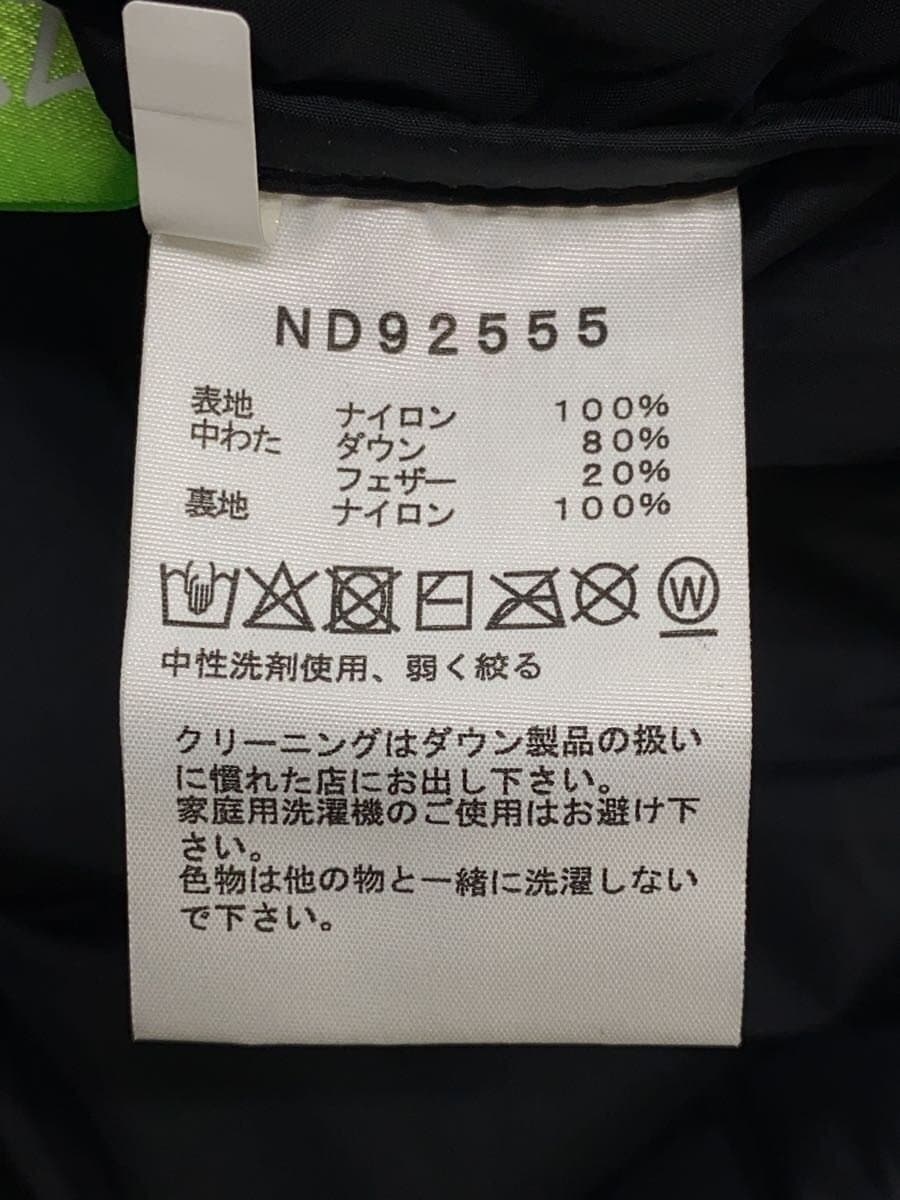 ND92555
表地 ナイロン 100%
中わた ダウン 80%
フェザー 20%
裏地 ナイロン 100%
W
中性洗剤使用、弱く絞る
クリーニングはダウン製品の扱い
に慣れた店にお出し下さい。
家庭用洗濯機のご使用はお避け下
さい。
色物は他の物と一緒に洗濯しない
で下さい。